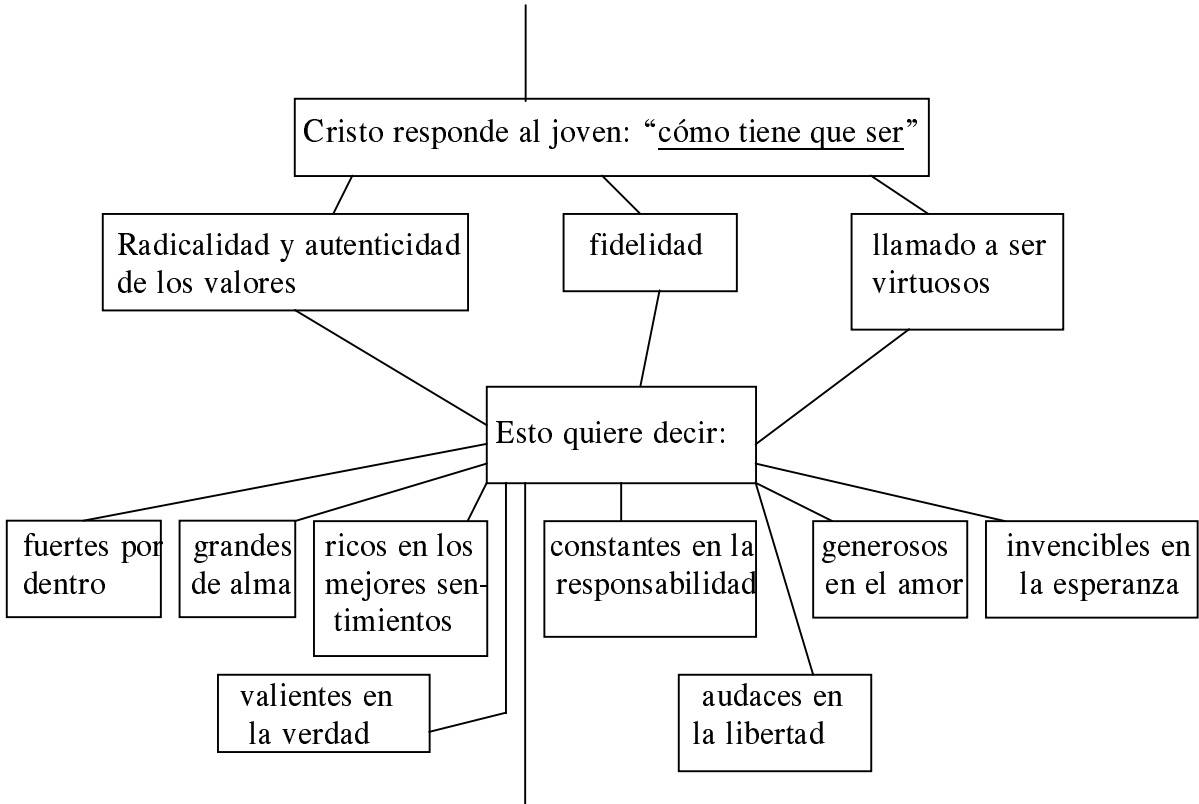 Cristo responde al joven: “cómo tiene que ser”
Radicalidad y autenticidad
de los valores
fidelidad
llamado a ser
virtuosos
Esto quiere decir:
fuertes por
dentro
grandes
de alma
ricos en los
mejores sen-
timientos
constantes en la
responsabilidad
generosos
en el amor
invencibles en
la esperanza
valientes en
la verdad
audaces en
la libertad